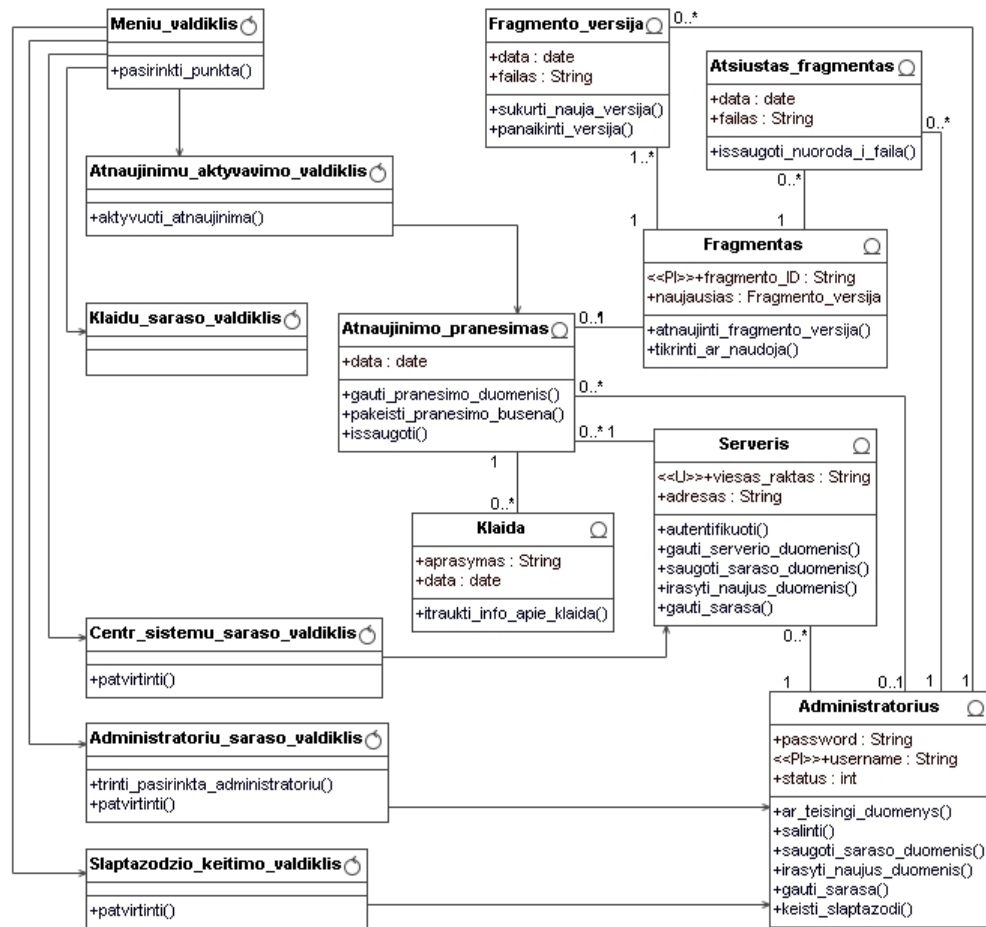 Meniu_valdiklis
+pasirinkti_punkta()
Fragmento_versija
+data : date
+failas : String
+sukurti_nauja_versija()
+panaikinti_versija()
0..*
Atsiustas_fragmentas
+data : date
+failas : String
+issaugoti_nuoroda_i_faila()
0..*
1..*
0..*
Atnaujinimu_aktyvavimo_valdiklis
+aktyvuoti_atnaujinima()
1
1
Fragmentas
<<PI>>+fragmento_ID : String
+naujausias : Fragmento_versija
+atnaujinti_fragmento_versija()
+tikrinti_ar_naudoja()
Klaidu_saraso_valdiklis
Atnaujinimo_pranesimas
+data : date
+gauti_pranesimo_duomenis()
+pakeisti_pranesimo_busena()
+issaugoti()
0..*
0..* 1
1
0..*
Serveris
<<U>>+viesas_raktas : String
+adresas : String
+autentifikuoti()
+gauti_serverio_duomenis()
+saugoti_saraso_duomenis()
+irasyti_naujus_duomenis()
+gauti_sarasa()
Klaida
+aprasymas : String
+data : date
+itraukti_info_apie_klaida()
Centr_sistemu_saraso_valdiklis
+patvirtinti()
0..*
1
0..1
1
1
Administratoriu_saraso_valdiklis
+trinti_pasirinkta_administratoriu()
+patvirtinti()
Administratorius
+password : String
<<PI>>+username : String
+status : int
+ar_teisingi_duomenys()
+salinti()
+saugoti_saraso_duomenis()
+irasyti_naujus_duomenis()
+gauti_sarasa()
+keisti_slaptazodi()
Slaptazodzio_keitimo_valdiklis
+patvirtinti()